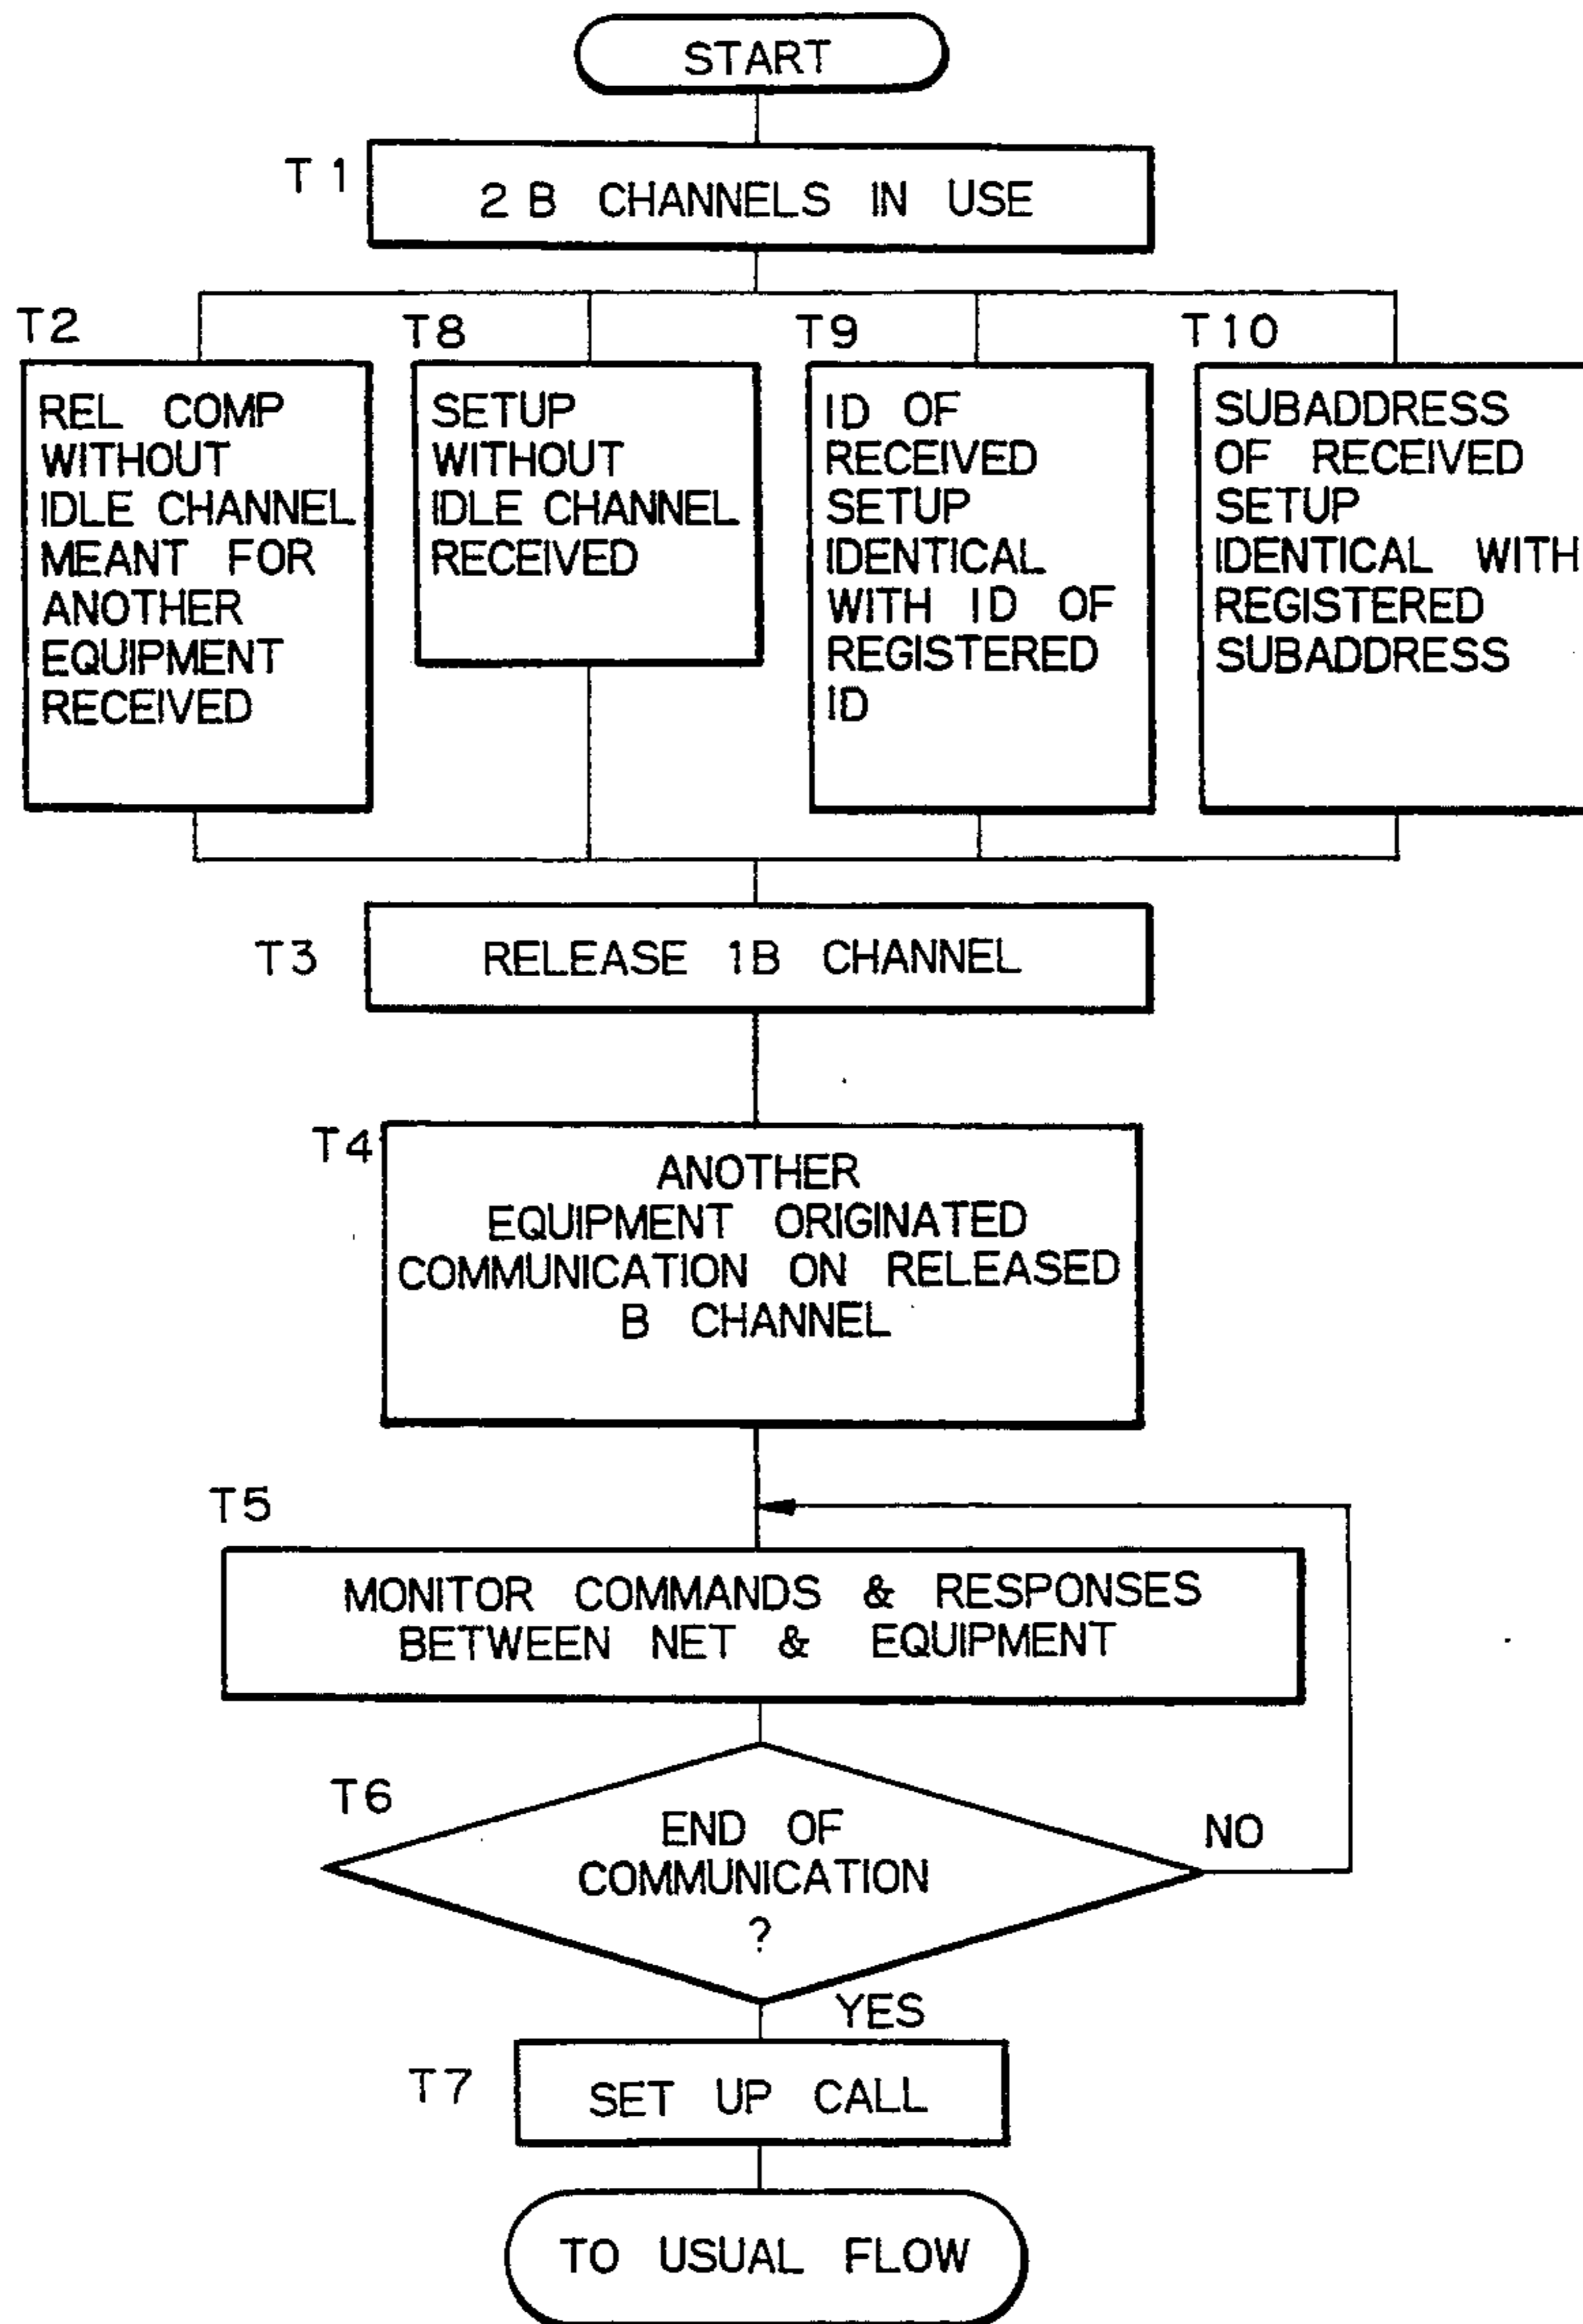 START
T1
2 B CHANNELS IN USE
T2
REL COMP
WITHOUT
IDLE CHANNEL
MEANT FOR
ANOTHER
EQUIPMENT
RECEIVED
T8
SETUP
WITHOUT
IDLE CHANNEL
RECEIVED
T9
ID OF
RECEIVED
SETUP
IDENTICAL
WITH ID OF
REGISTERED
ID
T10
SUBADDRESS
OF RECEIVED
SETUP
IDENTICAL WITH
REGISTERED
SUBADDRESS
T3
RELEASE 1B CHANNEL
T4
ANOTHER
EQUIPMENT ORIGINATED
COMMUNICATION ON RELEASED
B CHANNEL
T5
MONITOR COMMANDS & RESPONSES
BETWEEN NET & EQUIPMENT
T6
END OF
COMMUNICATION
?
NO
YES
T7
SET UP CALL
TO USUAL FLOW